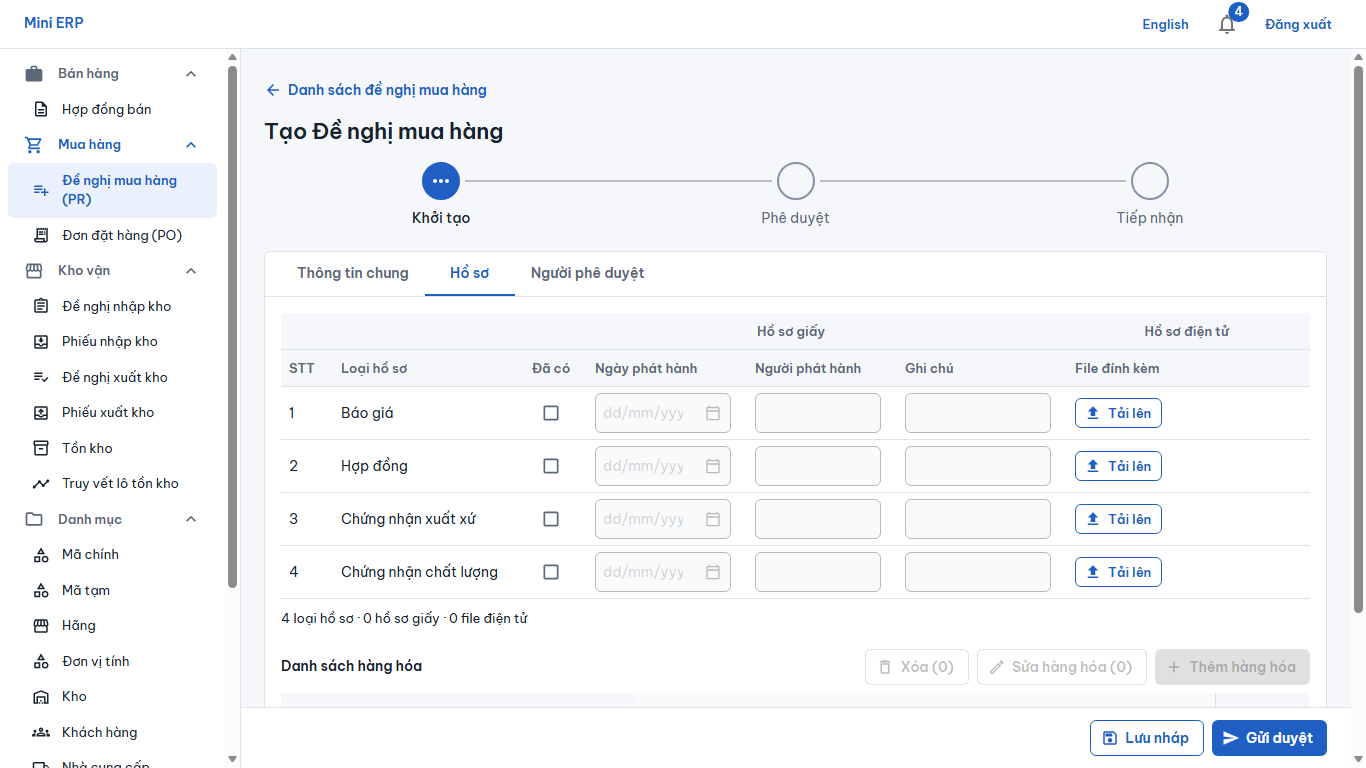 Mini ERP
English
4
Đăng xuất
Bán hàng
Hợp đồng bán
Mua hàng
Đề nghị mua hàng
(PR)
Đơn đặt hàng (PO)
Kho vận
Đề nghị nhập kho
Phiếu nhập kho
Đề nghị xuất kho
Phiếu xuất kho
Tồn kho
Truy vết lô tồn kho
Danh mục
Mã chính
Mã tạm
Hãng
Đơn vị tính
Kho
Khách hàng
Nhà cung cấp
Danh sách đề nghị mua hàng
Tạo Đề nghị mua hàng
Khởi tạo
Phê duyệt
Tiếp nhận
Thông tin chung
Hồ sơ
Người phê duyệt
Hồ sơ giấy
Hồ sơ điện tử
STT Loại hồ sơ Đã có Ngày phát hành Người phát hành Ghi chú File đính kèm
1 Báo giá dd/mm/yyy Tải lên
2 Hợp đồng dd/mm/yyy Tải lên
3 Chứng nhận xuất xứ dd/mm/yyy Tải lên
4 Chứng nhận chất lượng dd/mm/yyy Tải lên
4 loại hồ sơ · 0 hồ sơ giấy · 0 file điện tử
Danh sách hàng hóa
Xóa (0)
Sửa hàng hóa (0)
Thêm hàng hóa
Lưu nháp
Gửi duyệt